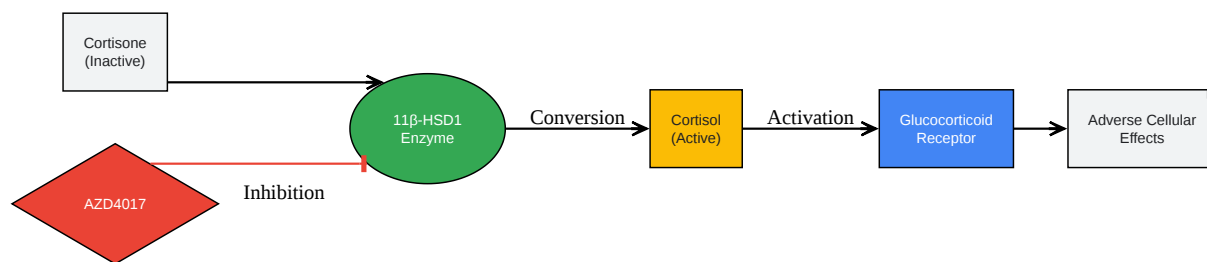 Cortisone
(Inactive)
11β-HSD1
Enzyme
Conversion
Cortisol
(Active)
Activation
Glucocorticoid
Receptor
Adverse Cellular
Effects
Inhibition
AZD4017